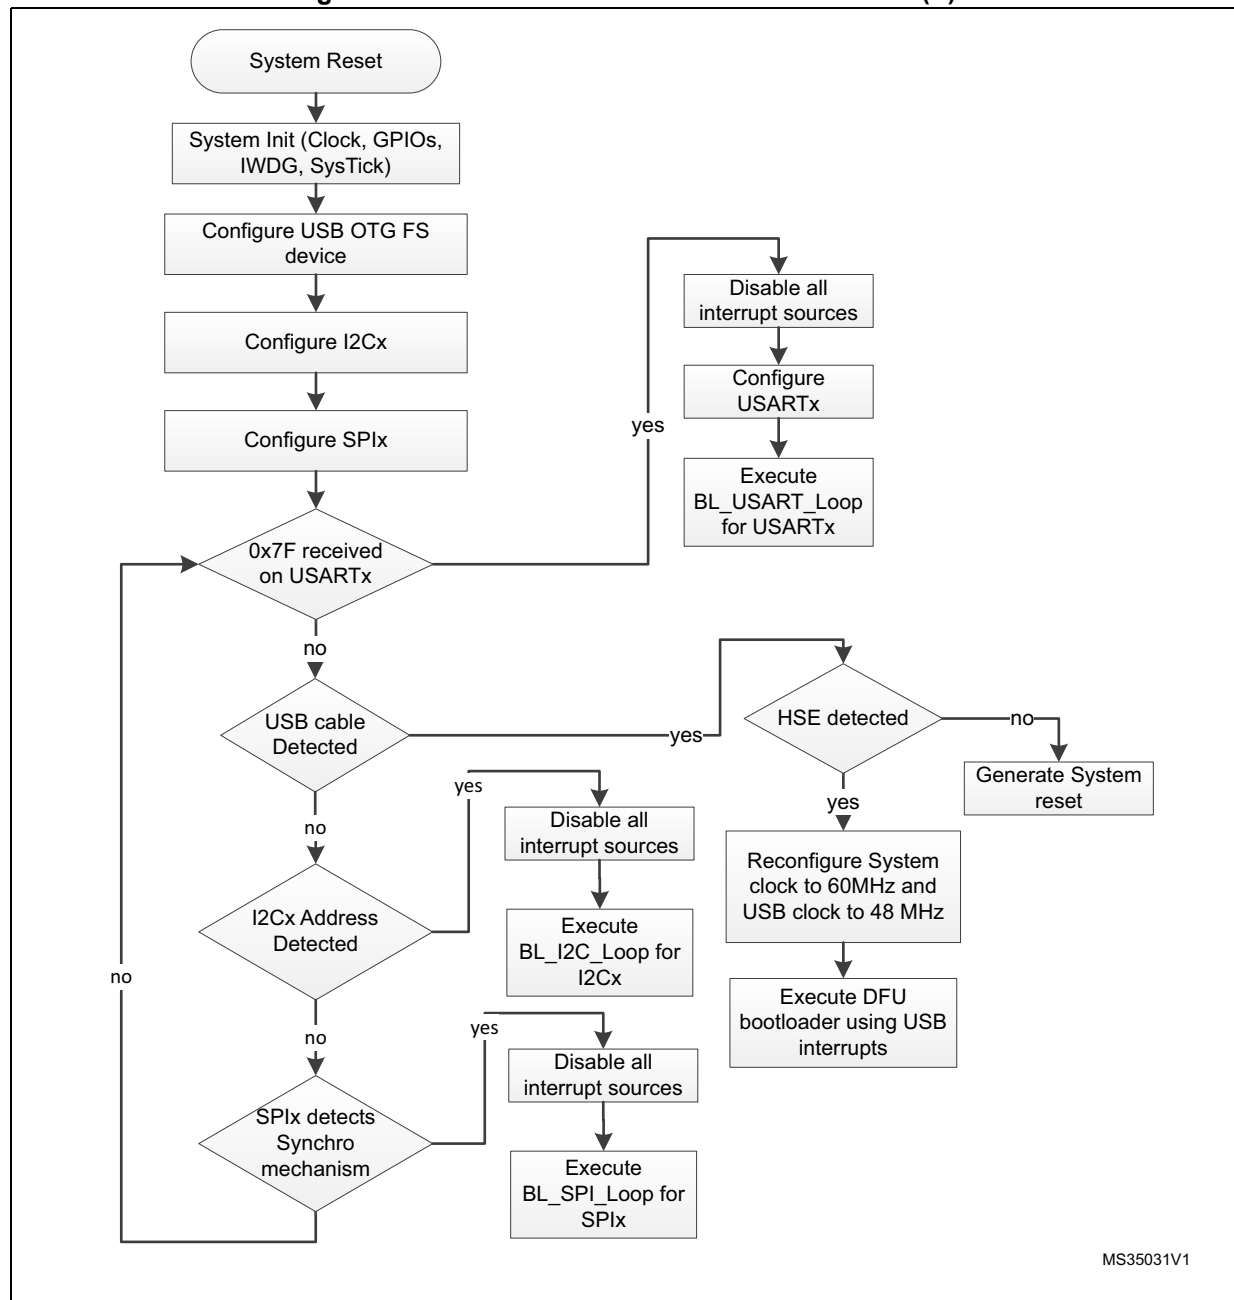 System Reset
System Init (Clock, GPIOs,
IWDG, SysTick)
Configure USB OTG FS
device
Configure I2Cx
Configure SPIx
0x7F received
on USARTx
yes
Disable all
interrupt sources
Configure
USARTx
Execute
BL_USART_Loop
for USARTx
no
USB cable
Detected
yes
HSE detected
no
Generate System
reset
yes
Reconfigure System
clock to 60MHz and
USB clock to 48 MHz
Execute DFU
bootloader using USB
interrupts
no
I2Cx Address
Detected
yes
Disable all
interrupt sources
Execute
BL_I2C_Loop for
I2Cx
no
SPIx detects
Synchro
mechanism
yes
Disable all
interrupt sources
Execute
BL_SPI_Loop for
SPIx
no
MS35031V1